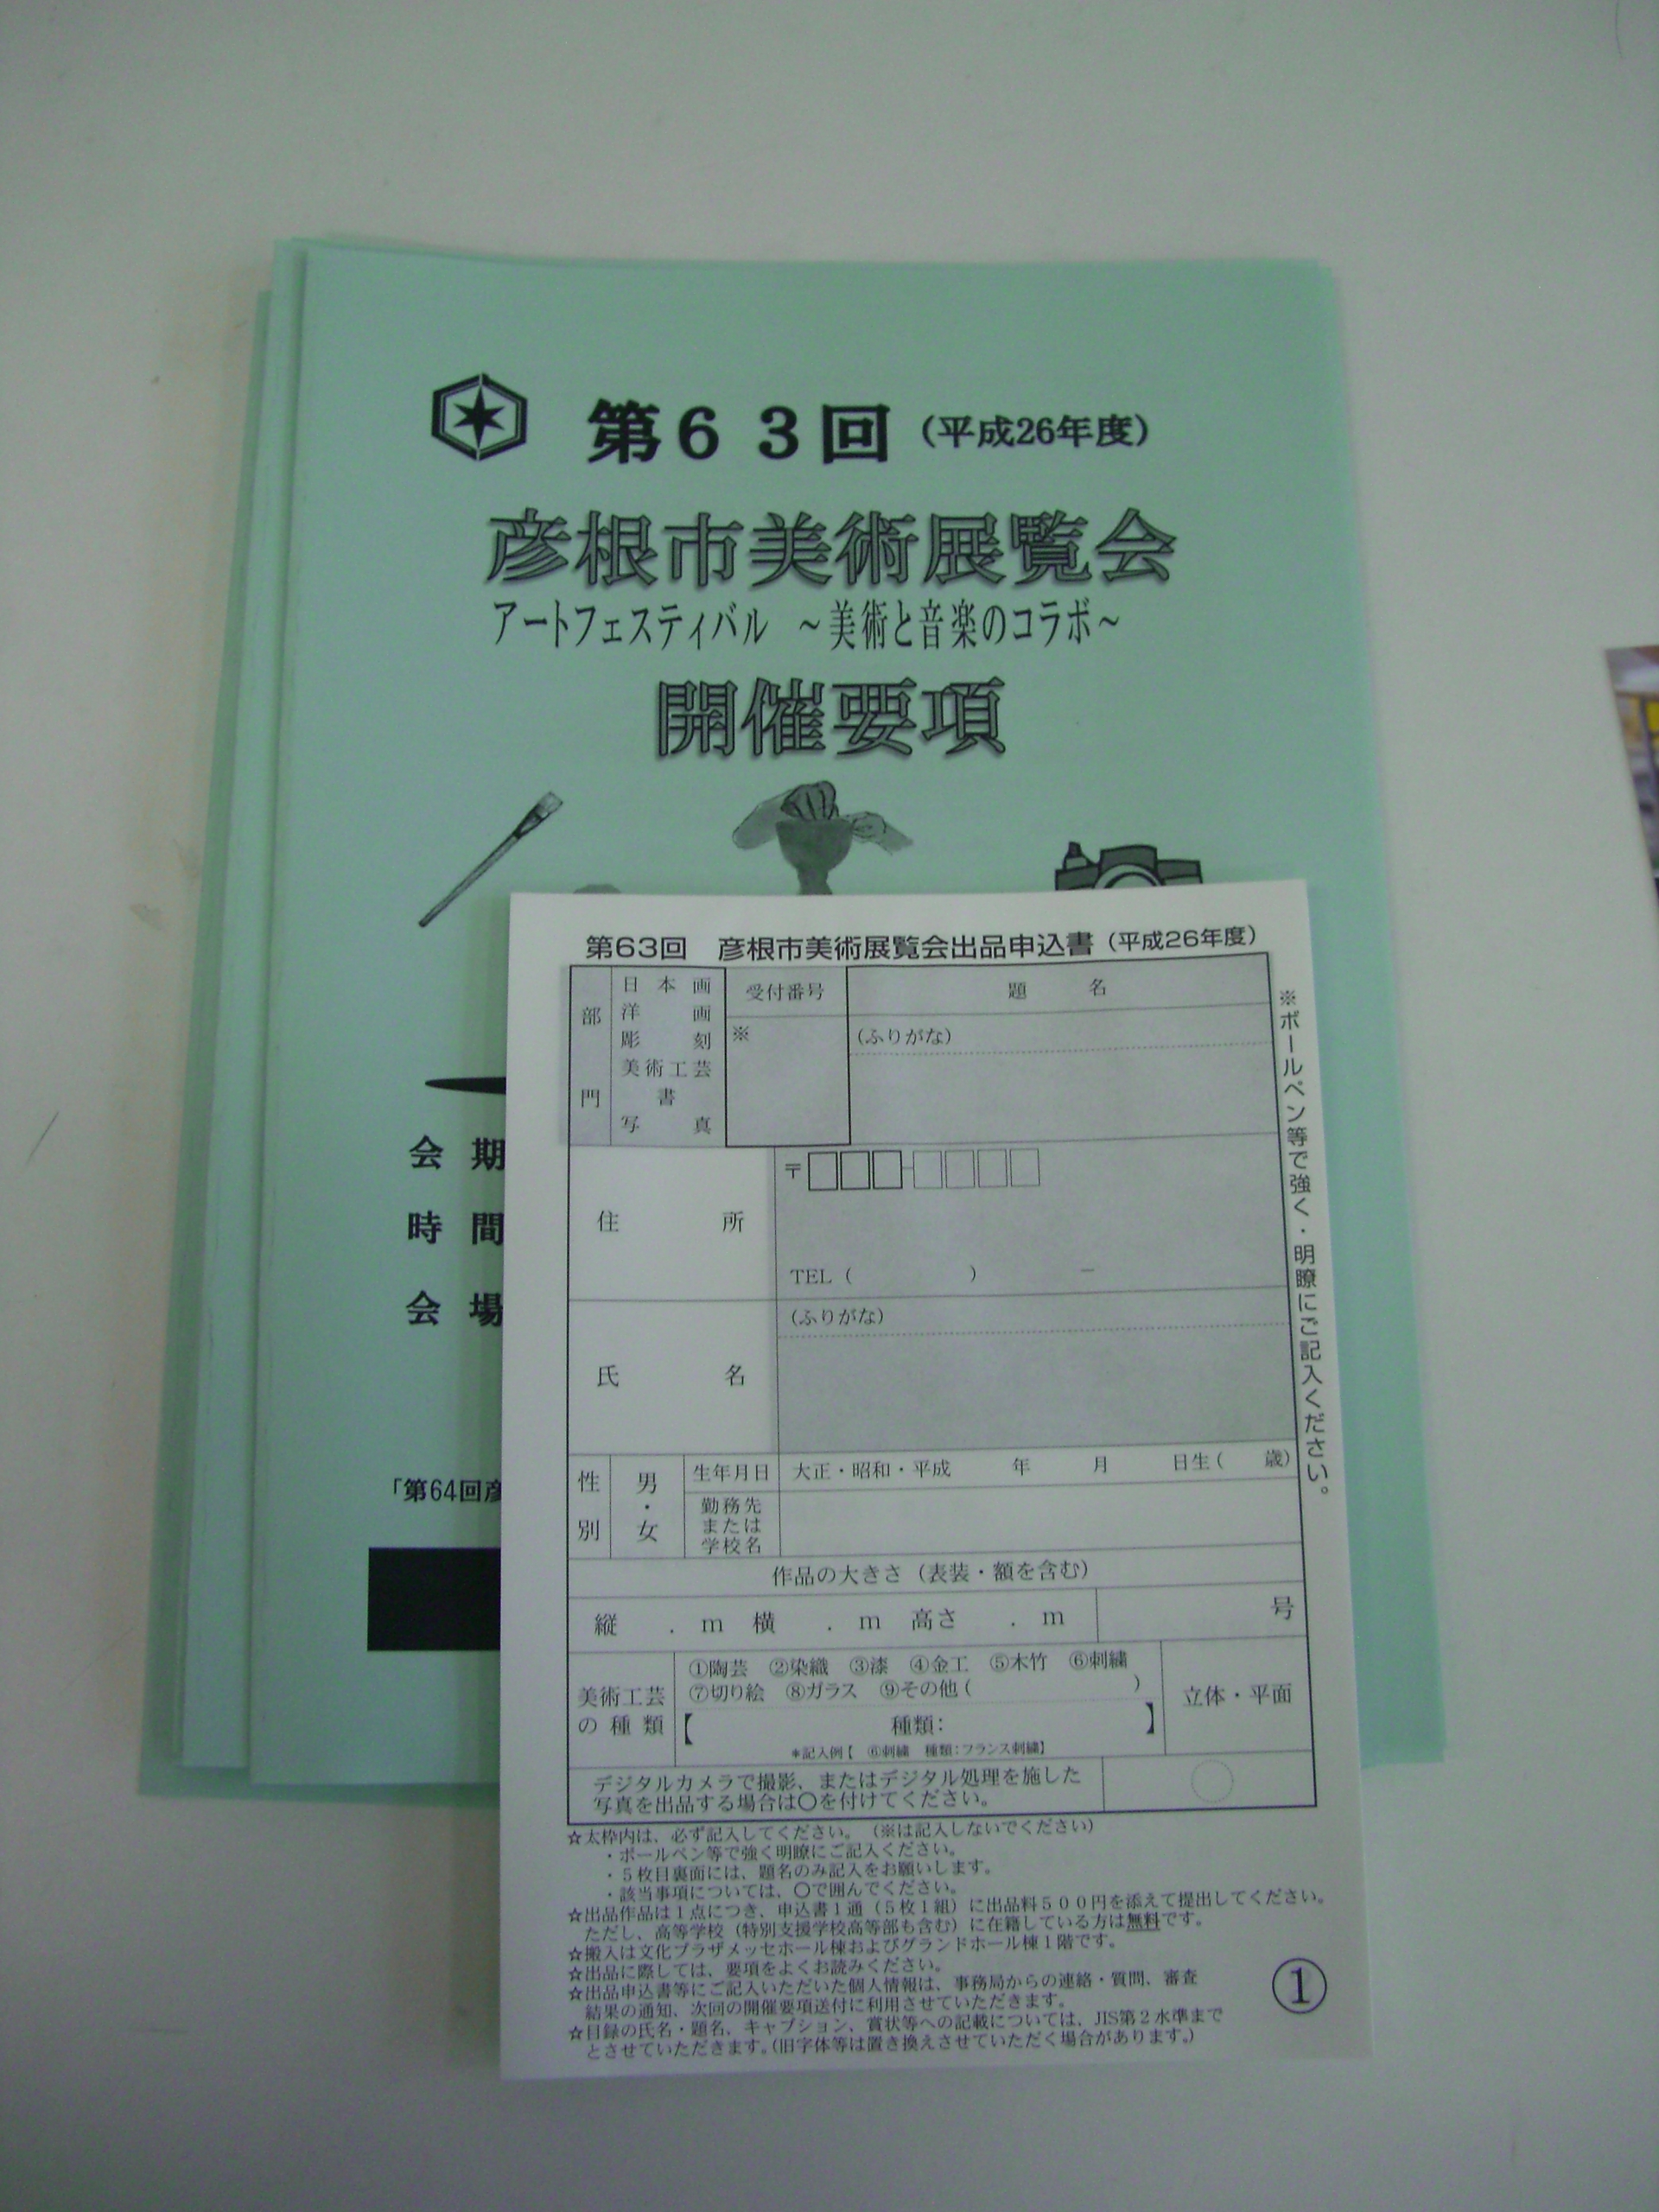 第６３回（平成26年度）
彦根市美術展覧会
アートフェスティバル ～美術と音楽のコラボ～
開催要項
会 期
時 間
会 場
「第64回彦
第63回 彦根市美術展覧会出品申込書（平成26年度）
部門
日本画
洋画
彫刻
美術工芸
書
写真
受付番号
※
題名
(ふりがな)
※ボールペン等で強く・明瞭にご記入ください。
住所
〒
TEL（ ） －
氏名
(ふりがな)
性別
男・女
生年月日
大正・昭和・平成 年 月 日生( 歳)
勤務先
または
学校名
作品の大きさ（表装・額を含む）
縦 ．m 横 ．m 高さ ．m
号
美術工芸
の種類
①陶芸 ②染織 ③漆 ④金工 ⑤木竹 ⑥刺繍
⑦切り絵 ⑧ガラス ⑨その他( )
【 種類： 】
*記入例【 ⑥刺繍 種類:フランス刺繍】
立体・平面
デジタルカメラで撮影、またはデジタル処理を施した
写真を出品する場合は〇を付けてください。
☆太枠内は、必ず記入してください。（※は記入しないでください）
・ボールペン等で強く明瞭にご記入ください。
・５枚目裏面には、題名のみ記入をお願いします。
・該当事項については、〇で囲んでください。
☆出品作品は１点につき、申込書１通（５枚１組）に出品料５００円を添えて提出してください。
ただし、高等学校（特別支援学校高等部も含む）に在籍している方は無料です。
☆搬入は文化プラザメッセホール棟およびグランドホール棟１階です。
☆出品に際しては、要項をよくお読みください。
☆出品申込書等にご記入いただいた個人情報は、事務局からの連絡・質問、審査
結果の通知、次回の開催要項送付に利用させていただきます。
☆目録の氏名・題名、キャプション、賞状等への記載については、JIS第２水準まで
とさせていただきます。(旧字体等は置き換えさせていただく場合があります。)
①